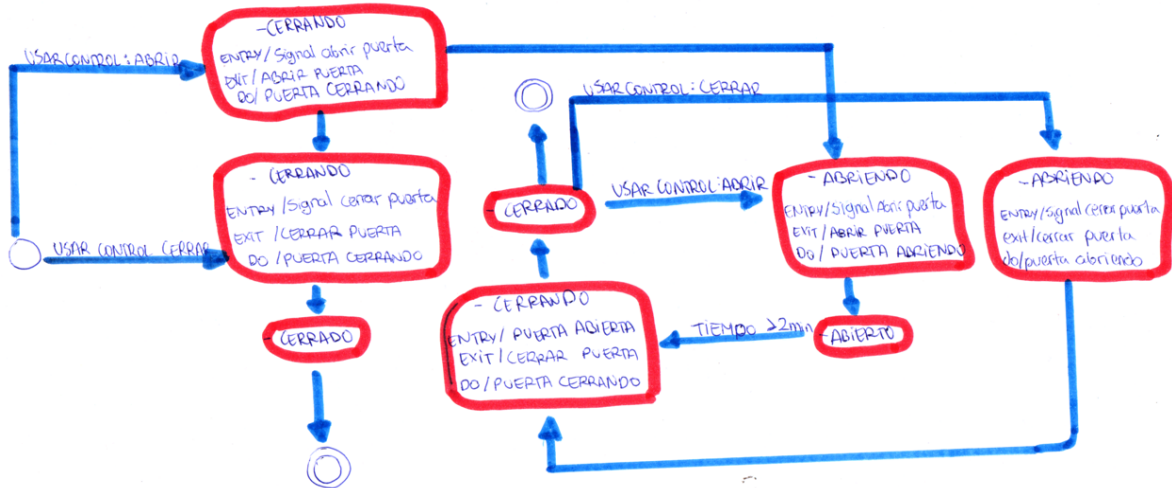 - CERRANDO
ENTRY/Signal abrir puerta
EXIT/ABRIR PUERTA
DO/PUERTA CERRANDO
USAR CONTROL: ABRIR
- CERRANDO
ENTRY/Signal cerrar puerta
EXIT/CERRAR PUERTA
DO/PUERTA CERRANDO
USAR CONTROL CERRAR
- CERRADO
USAR CONTROL: CERRAR
- CERRADO
USAR CONTROL: ABRIR
- ABRIENDO
ENTRY/Signal Abrir puerta
EXIT/ABRIR PUERTA
DO/PUERTA ABRIENDO
- ABRIENDO
ENTRY/Signal cerrar puerta
exit/cerrar puerta
do/puerta abriendo
- CERRANDO
ENTRY/PUERTA ABIERTA
EXIT/CERRAR PUERTA
DO/PUERTA CERRANDO
TIEMPO >2min
- ABIERTO